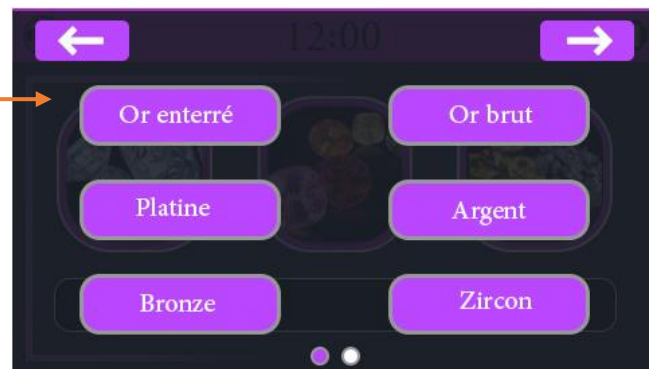 12:00
Or enterré
Or brut
Platine
Argent
Bronze
Zircon